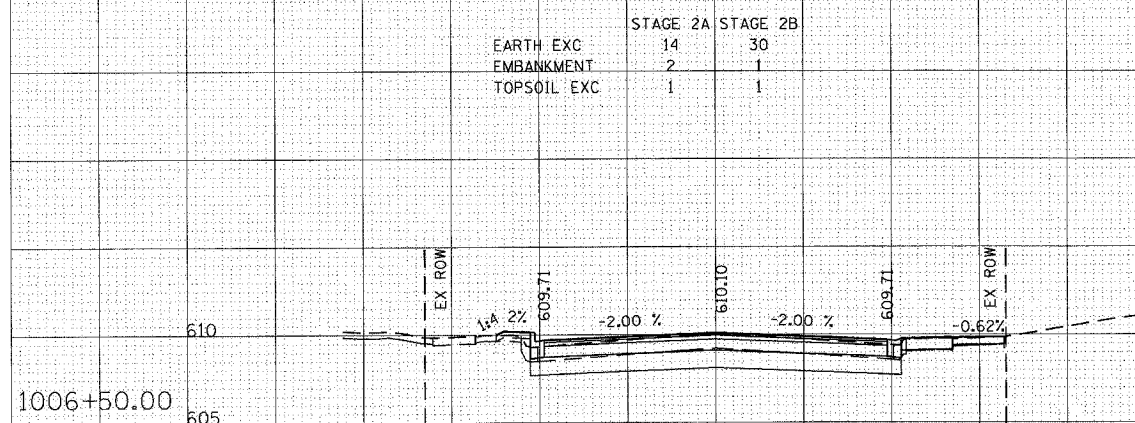 STAGE 2A STAGE 2B
EARTH EXC 14 30
EMBANKMENT 2 1
TOPSOIL EXC 1 1
EX ROW
609.71
610.10
609.71
EX ROW
1:4 2% -2.00 % -2.00 % -0.62%
610
1006+50.00
605